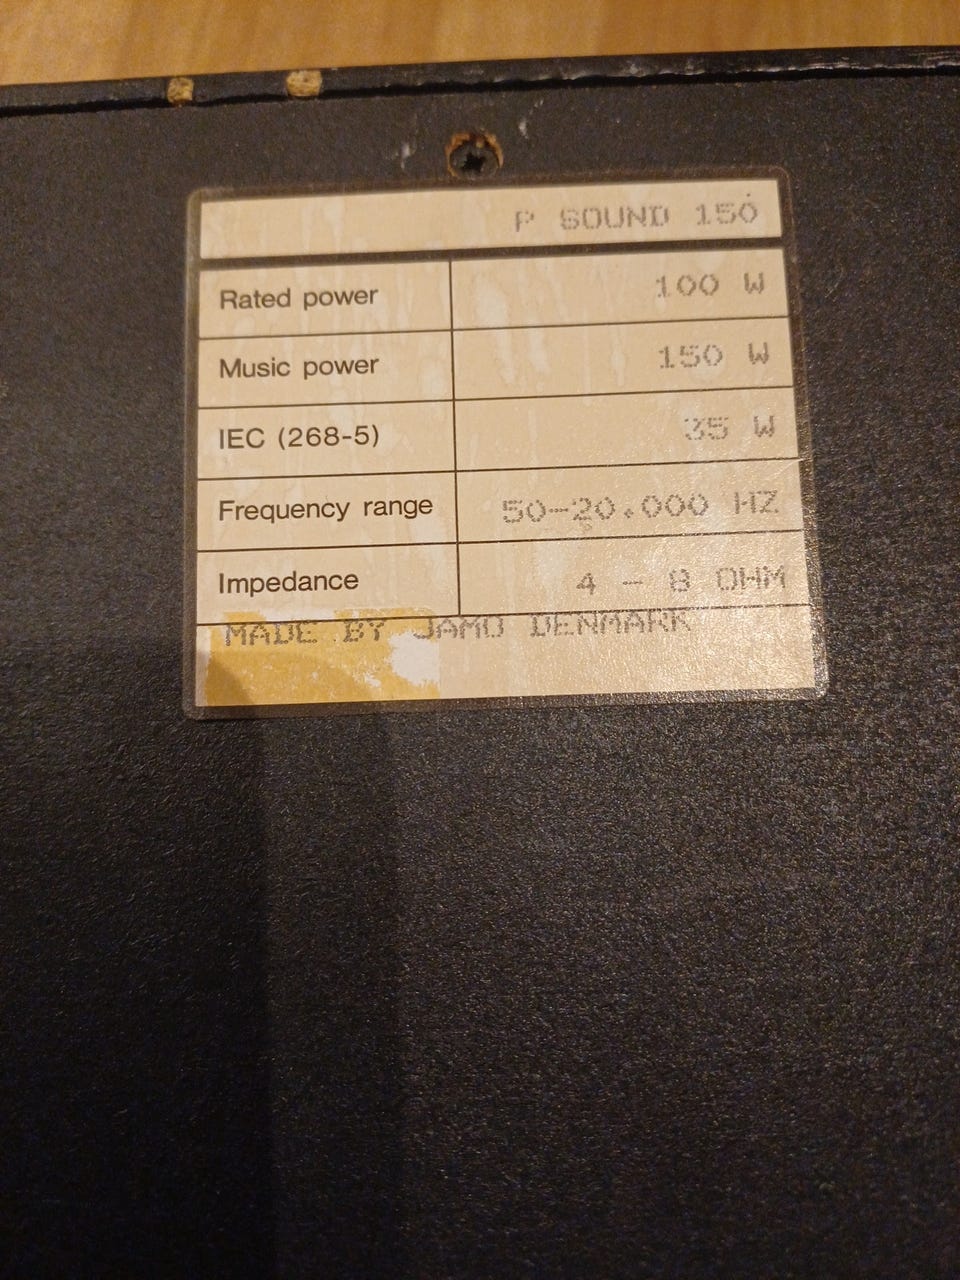 P SOUND 150
Rated power 100 W
Music power 150 W
IEC (268-5) 35 W
Frequency range 50-20.000 HZ
Impedance 4 - 8 OHM
MADE BY JAMO DENMARK